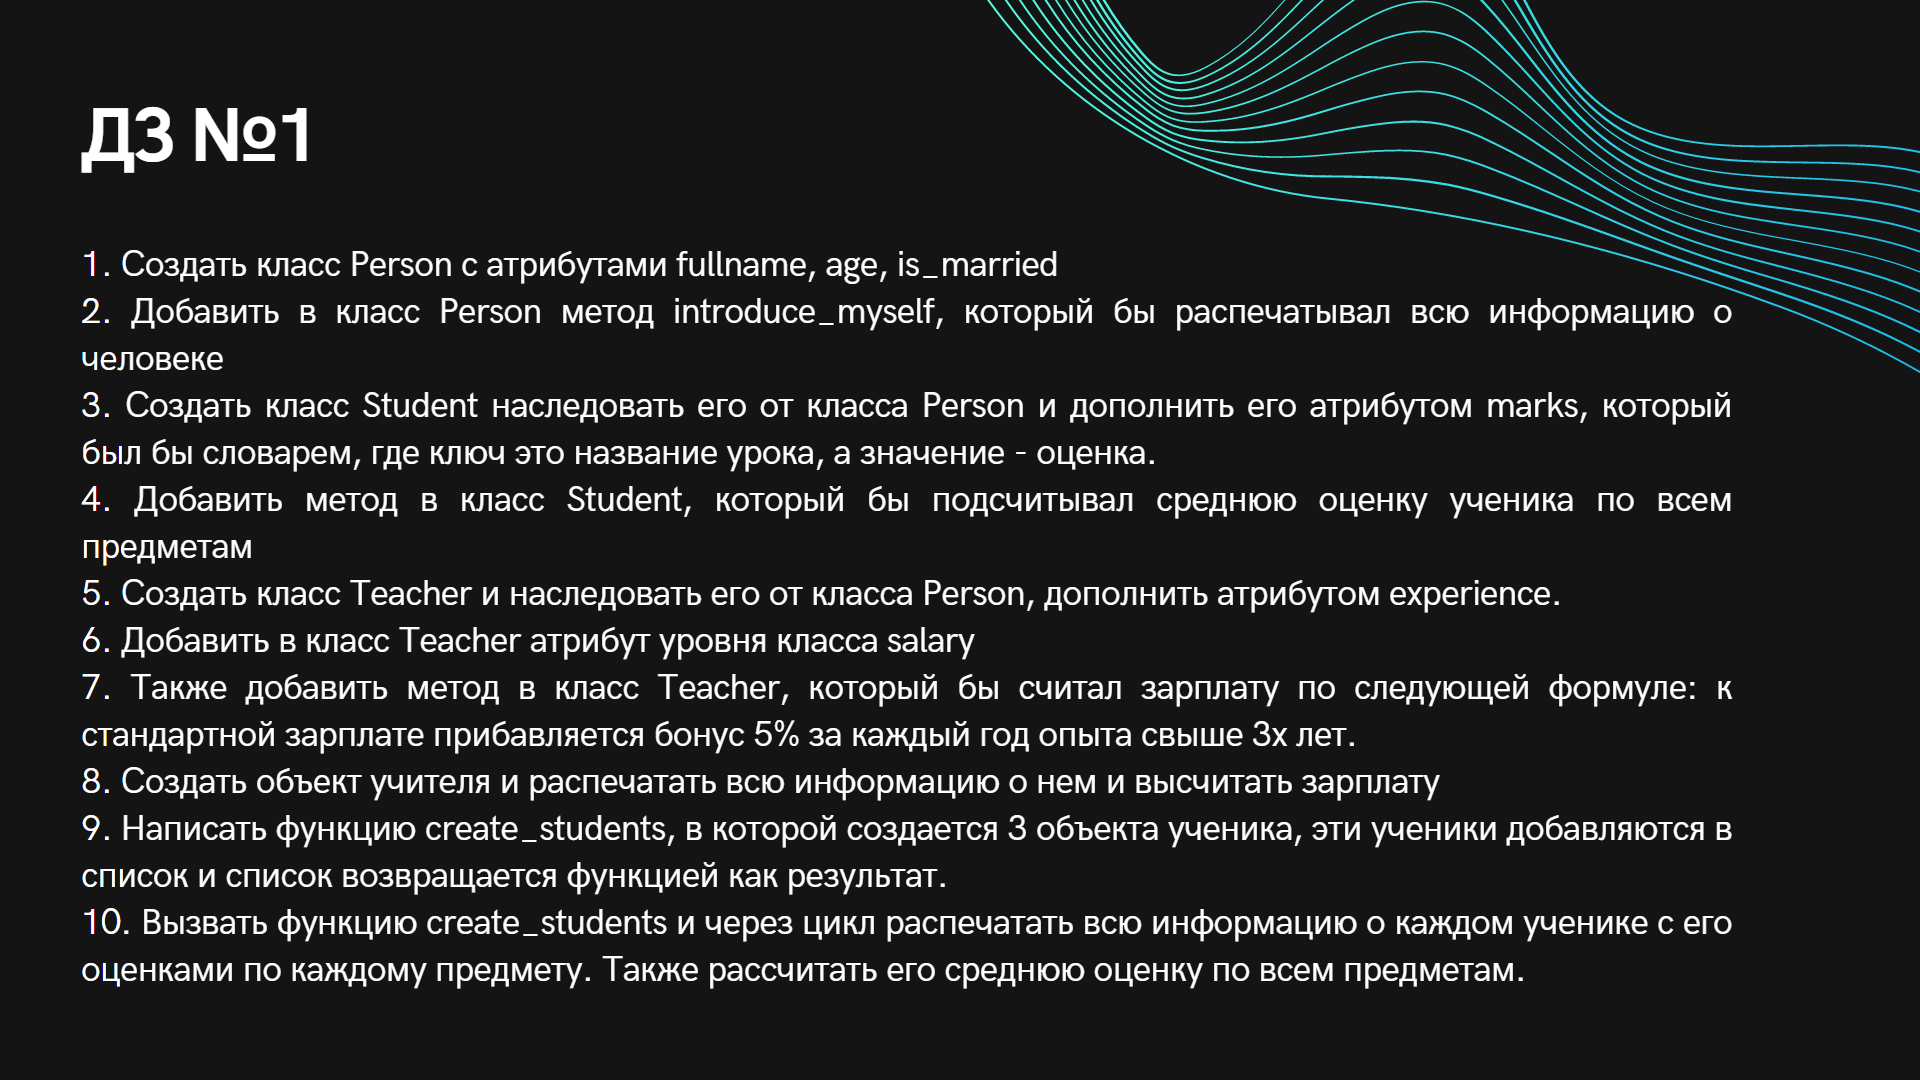 ДЗ №1
1. Создать класс Person с атрибутами fullname, age, is_married
2. Добавить в класс Person метод introduce_myself, который бы распечатывал всю информацию о
человеке
3. Создать класс Student наследовать его от класса Person и дополнить его атрибутом marks, который
был бы словарем, где ключ это название урока, а значение - оценка.
4. Добавить метод в класс Student, который бы подсчитывал среднюю оценку ученика по всем
предметам
5. Создать класс Teacher и наследовать его от класса Person, дополнить атрибутом experience.
6. Добавить в класс Teacher атрибут уровня класса salary
7. Также добавить метод в класс Teacher, который бы считал зарплату по следующей формуле: к
стандартной зарплате прибавляется бонус 5% за каждый год опыта свыше 3х лет.
8. Создать объект учителя и распечатать всю информацию о нем и высчитать зарплату
9. Написать функцию create_students, в которой создается 3 объекта ученика, эти ученики добавляются в
список и список возвращается функцией как результат.
10. Вызвать функцию create_students и через цикл распечатать всю информацию о каждом ученике с его
оценками по каждому предмету. Также рассчитать его среднюю оценку по всем предметам.